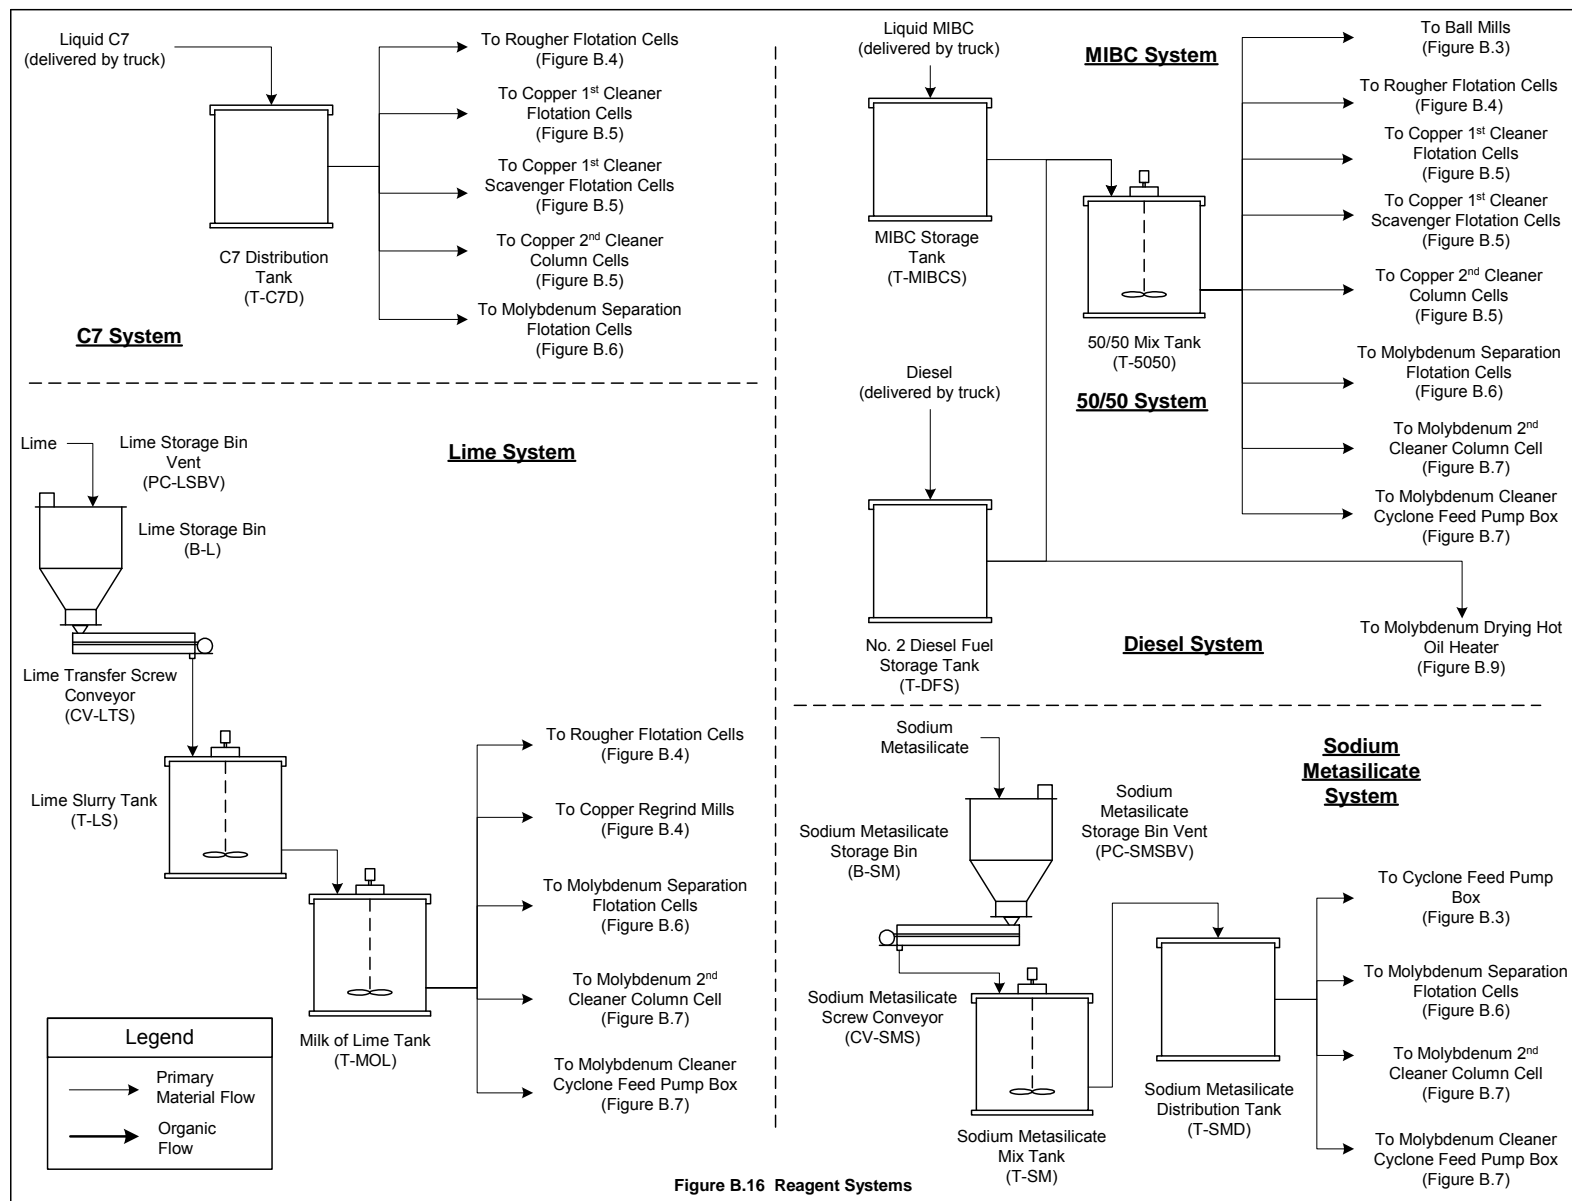 Liquid C7
(delivered by truck)
C7 Distribution
Tank
(T-C7D)
To Rougher Flotation Cells
(Figure B.4)
To Copper 1st Cleaner
Flotation Cells
(Figure B.5)
To Copper 1st Cleaner
Scavenger Flotation Cells
(Figure B.5)
To Copper 2nd Cleaner
Column Cells
(Figure B.5)
To Molybdenum Separation
Flotation Cells
(Figure B.6)
C7 System
Liquid MIBC
(delivered by truck)
MIBC System
MIBC Storage
Tank
(T-MIBCS)
50/50 Mix Tank
(T-5050)
50/50 System
Diesel
(delivered by truck)
No. 2 Diesel Fuel
Storage Tank
(T-DFS)
Diesel System
To Ball Mills
(Figure B.3)
To Rougher Flotation Cells
(Figure B.4)
To Copper 1st Cleaner
Flotation Cells
(Figure B.5)
To Copper 1st Cleaner
Scavenger Flotation Cells
(Figure B.5)
To Copper 2nd Cleaner
Column Cells
(Figure B.5)
To Molybdenum Separation
Flotation Cells
(Figure B.6)
To Molybdenum 2nd
Cleaner Column Cell
(Figure B.7)
To Molybdenum Cleaner
Cyclone Feed Pump Box
(Figure B.7)
To Molybdenum Drying Hot
Oil Heater
(Figure B.9)
Lime
Lime Storage Bin
Vent
(PC-LSBV)
Lime Storage Bin
(B-L)
Lime System
Lime Transfer Screw
Conveyor
(CV-LTS)
Lime Slurry Tank
(T-LS)
Milk of Lime Tank
(T-MOL)
To Rougher Flotation Cells
(Figure B.4)
To Copper Regrind Mills
(Figure B.4)
To Molybdenum Separation
Flotation Cells
(Figure B.6)
To Molybdenum 2nd
Cleaner Column Cell
(Figure B.7)
To Molybdenum Cleaner
Cyclone Feed Pump Box
(Figure B.7)
Legend
Primary
Material Flow
Organic
Flow
Sodium
Metasilicate
Sodium
Metasilicate
System
Sodium Metasilicate
Storage Bin
(B-SM)
Sodium
Metasilicate
Storage Bin Vent
(PC-SMSBV)
Sodium Metasilicate
Screw Conveyor
(CV-SMS)
Sodium Metasilicate
Mix Tank
(T-SM)
Sodium Metasilicate
Distribution Tank
(T-SMD)
To Cyclone Feed Pump
Box
(Figure B.3)
To Molybdenum Separation
Flotation Cells
(Figure B.6)
To Molybdenum 2nd
Cleaner Column Cell
(Figure B.7)
To Molybdenum Cleaner
Cyclone Feed Pump Box
(Figure B.7)
Figure B.16 Reagent Systems